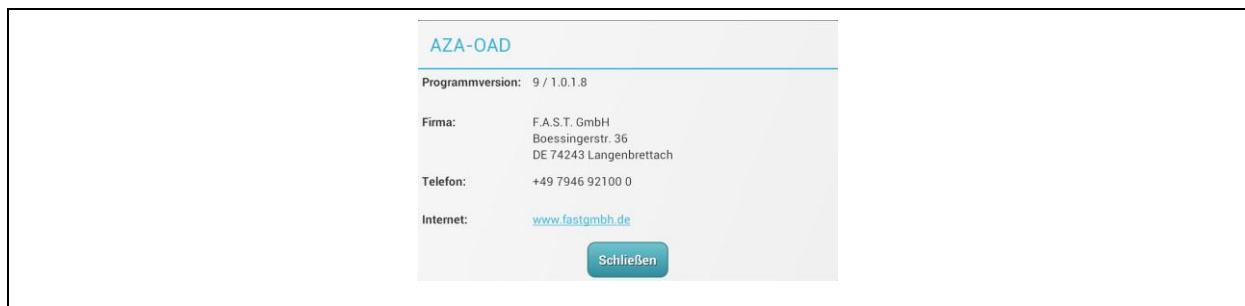 AZA-OAD
Programmversion: 9 / 1.0.1.8
Firma: F.A.S.T. GmbH
Boessingerstr. 36
DE 74243 Langenbrettach
Telefon: +49 7946 92100 0
Internet: www.fastgmbh.de
Schließen